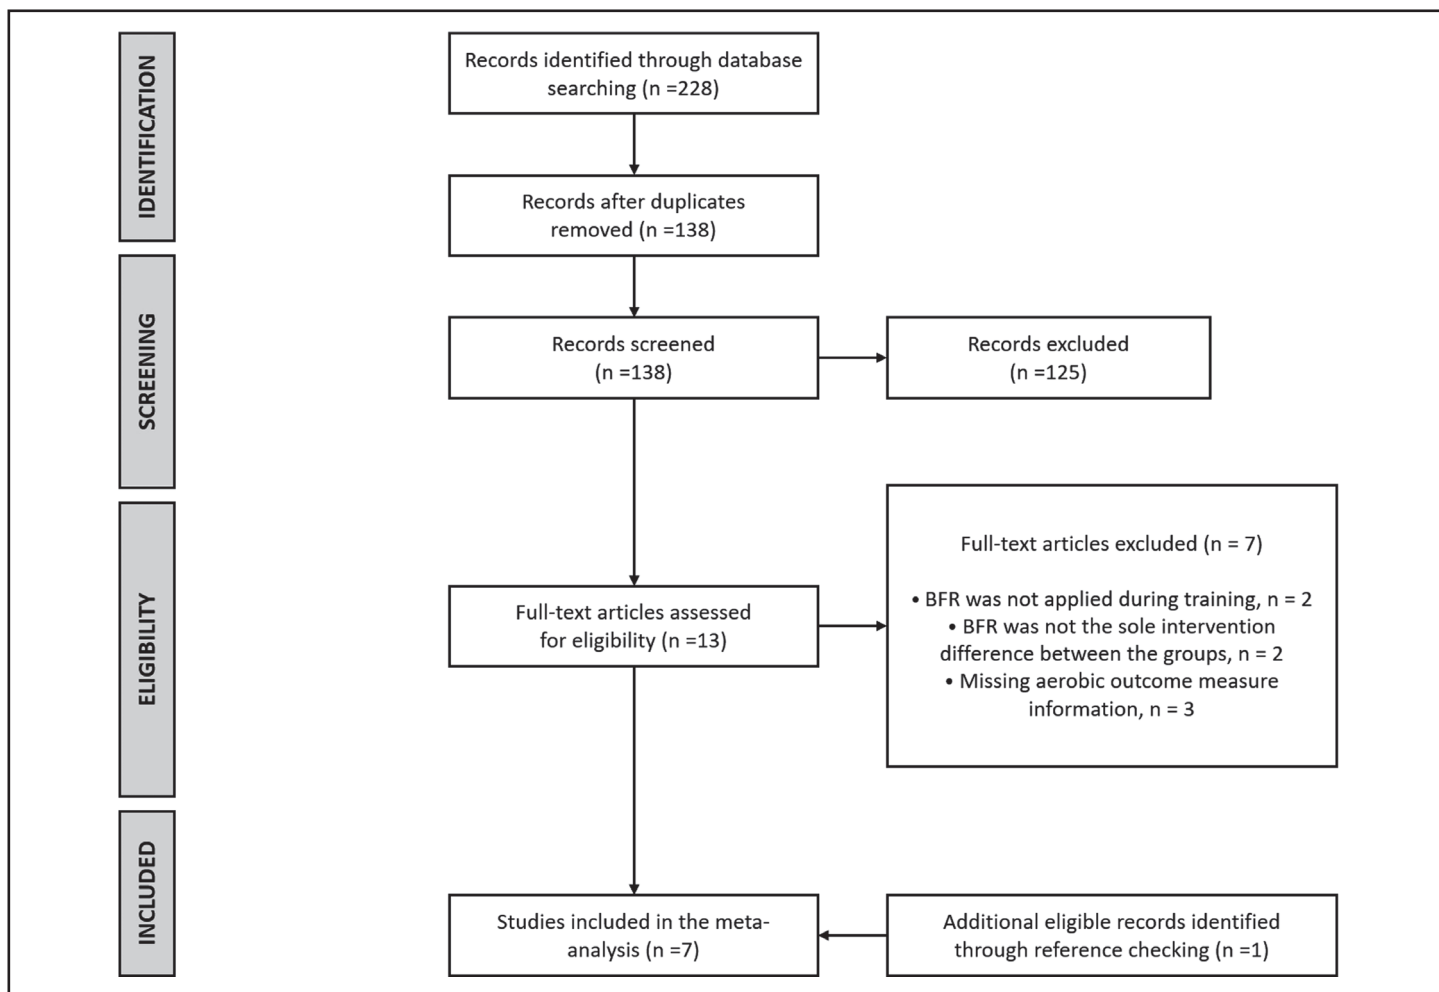 IDENTIFICATION
Records identified through database
searching (n =228)
Records after duplicates
removed (n =138)
SCREENING
Records screened
(n =138)
Records excluded
(n =125)
ELIGIBILITY
Full-text articles assessed
for eligibility (n =13)
Full-text articles excluded (n = 7)
• BFR was not applied during training, n = 2
• BFR was not the sole intervention
difference between the groups, n = 2
• Missing aerobic outcome measure
information, n = 3
INCLUDED
Studies included in the meta-
analysis (n =7)
Additional eligible records identified
through reference checking (n =1)